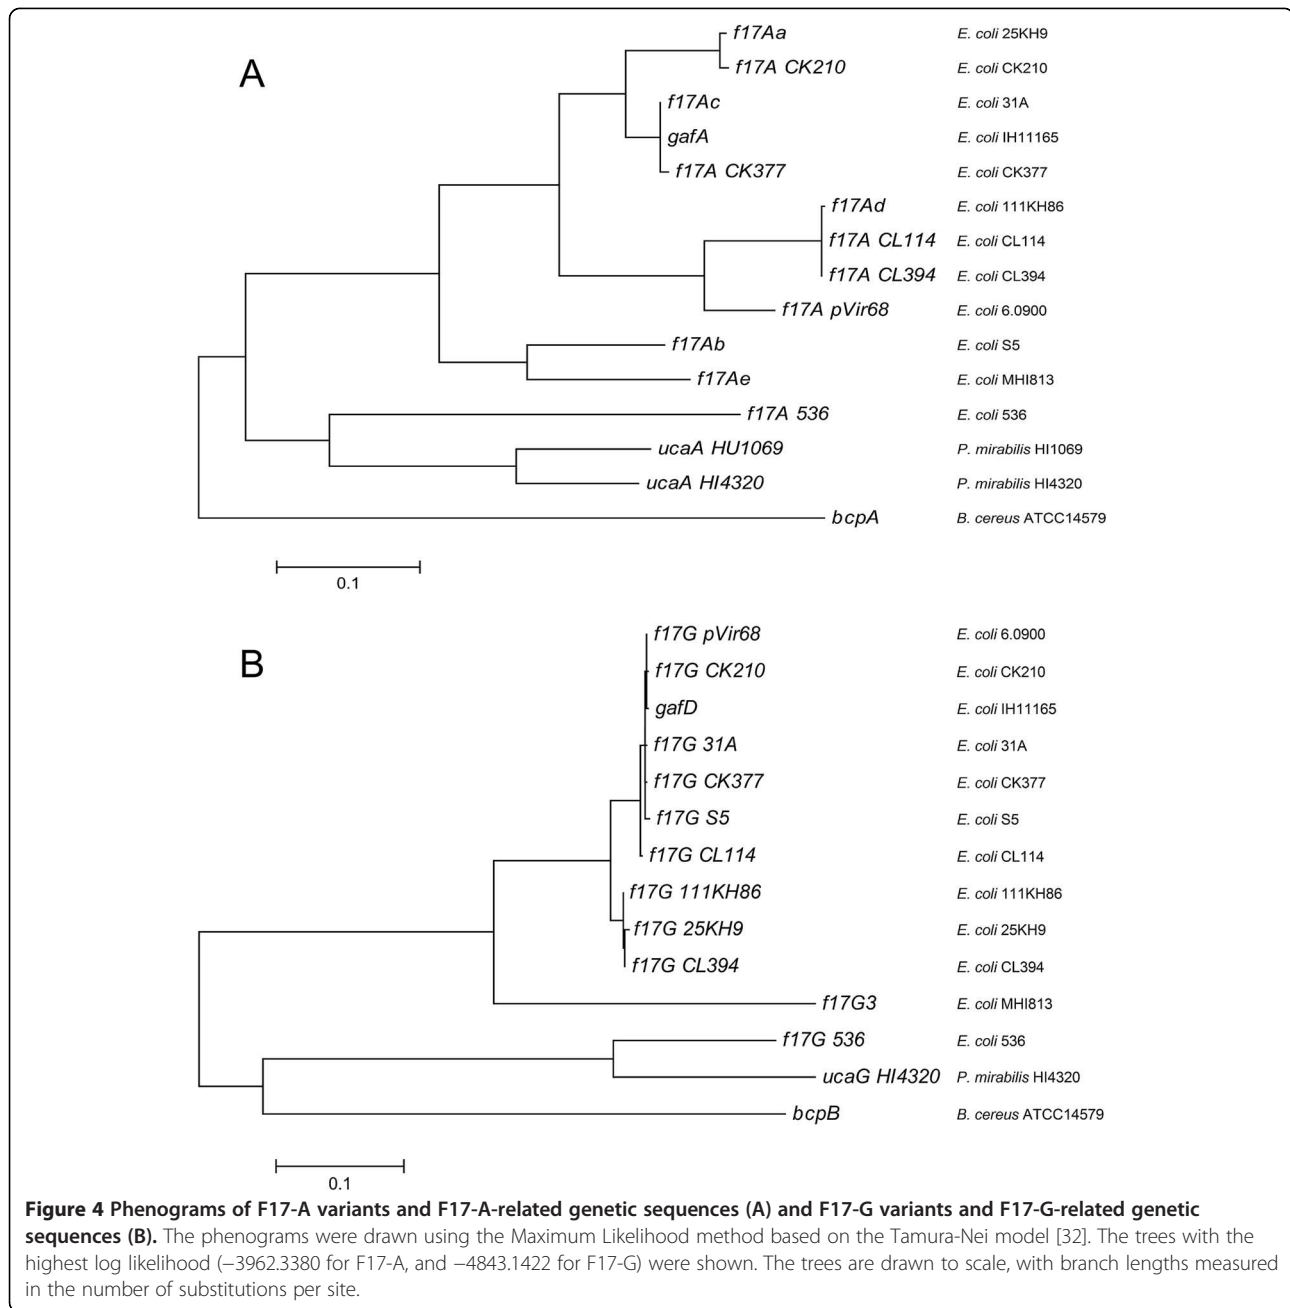 A
f17Aa E. coli 25KH9
f17A CK210 E. coli CK210
f17Ac E. coli 31A
gafA E. coli IH11165
f17A CK377 E. coli CK377
f17Ad E. coli 111KH86
f17A CL114 E. coli CL114
f17A CL394 E. coli CL394
f17A pVir68 E. coli 6.0900
f17Ab E. coli S5
f17Ae E. coli MHI813
f17A 536 E. coli 536
ucaA HU1069 P. mirabilis HI1069
ucaA HI4320 P. mirabilis HI4320
bcpA B. cereus ATCC14579
0.1
B
f17G pVir68 E. coli 6.0900
f17G CK210 E. coli CK210
gafD E. coli IH11165
f17G 31A E. coli 31A
f17G CK377 E. coli CK377
f17G S5 E. coli S5
f17G CL114 E. coli CL114
f17G 111KH86 E. coli 111KH86
f17G 25KH9 E. coli 25KH9
f17G CL394 E. coli CL394
f17G3 E. coli MHI813
f17G 536 E. coli 536
ucaG HI4320 P. mirabilis HI4320
bcpB B. cereus ATCC14579
0.1
Figure 4 Phenograms of F17-A variants and F17-A-related genetic sequences (A) and F17-G variants and F17-G-related genetic
sequences (B). The phenograms were drawn using the Maximum Likelihood method based on the Tamura-Nei model [32]. The trees with the
highest log likelihood (−3962.3380 for F17-A, and −4843.1422 for F17-G) were shown. The trees are drawn to scale, with branch lengths measured
in the number of substitutions per site.